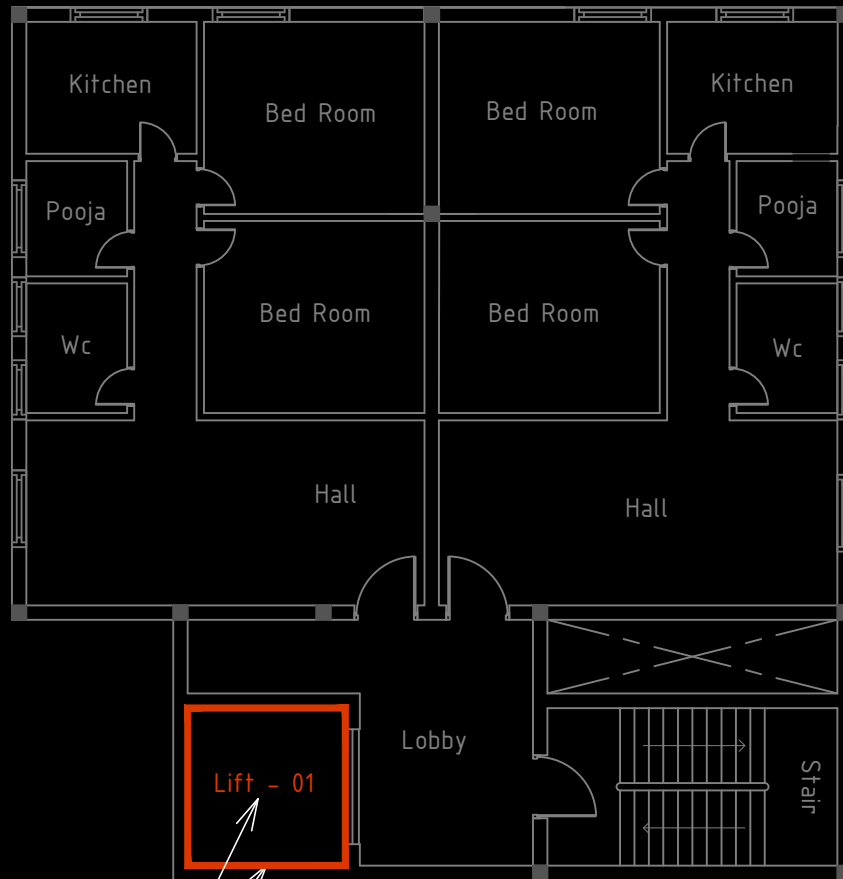 Kitchen
Bed Room
Bed Room
Kitchen
Pooja
Pooja
Bed Room
Bed Room
Wc
Wc
Hall
Hall
Lobby
Lift - 01
Stair